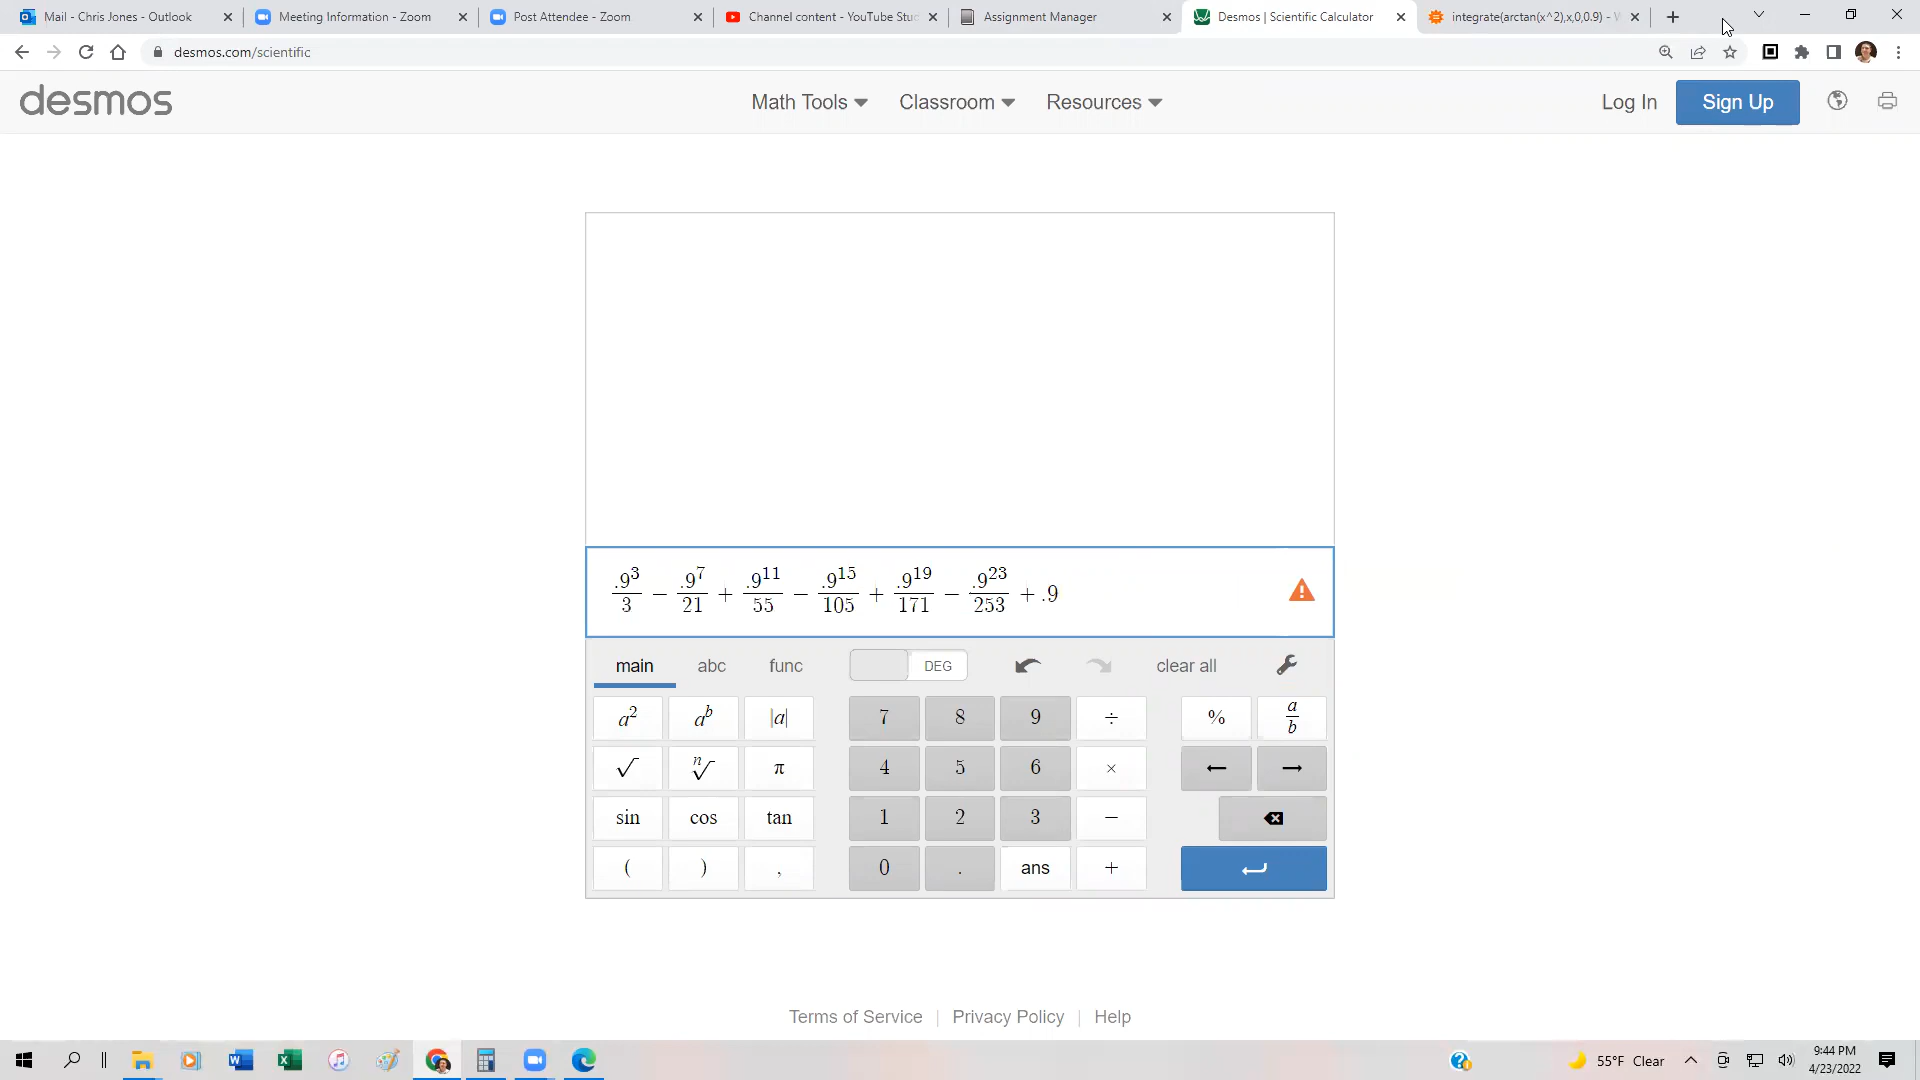 Mail - Chris Jones - Outlook
Meeting Information - Zoom
Post Attendee - Zoom
Channel content - YouTube Stu
Assignment Manager
Desmos | Scientific Calculator
integrate(arctan(x^2),x,0,0.9) - W
desmos.com/scientific
desmos
Math Tools
Classroom
Resources
Log In
Sign Up
.9^3/3 − .9^7/21 + .9^11/55 − .9^15/105 + .9^19/171 − .9^23/253 + .9
main abc func DEG clear all
a^2 a^b |a| 7 8 9 ÷ % a/b
√ n√ π 4 5 6 × ← →
sin cos tan 1 2 3 −
( ) , 0 . ans +
Terms of Service | Privacy Policy | Help
55°F Clear
9:44 PM
4/23/2022